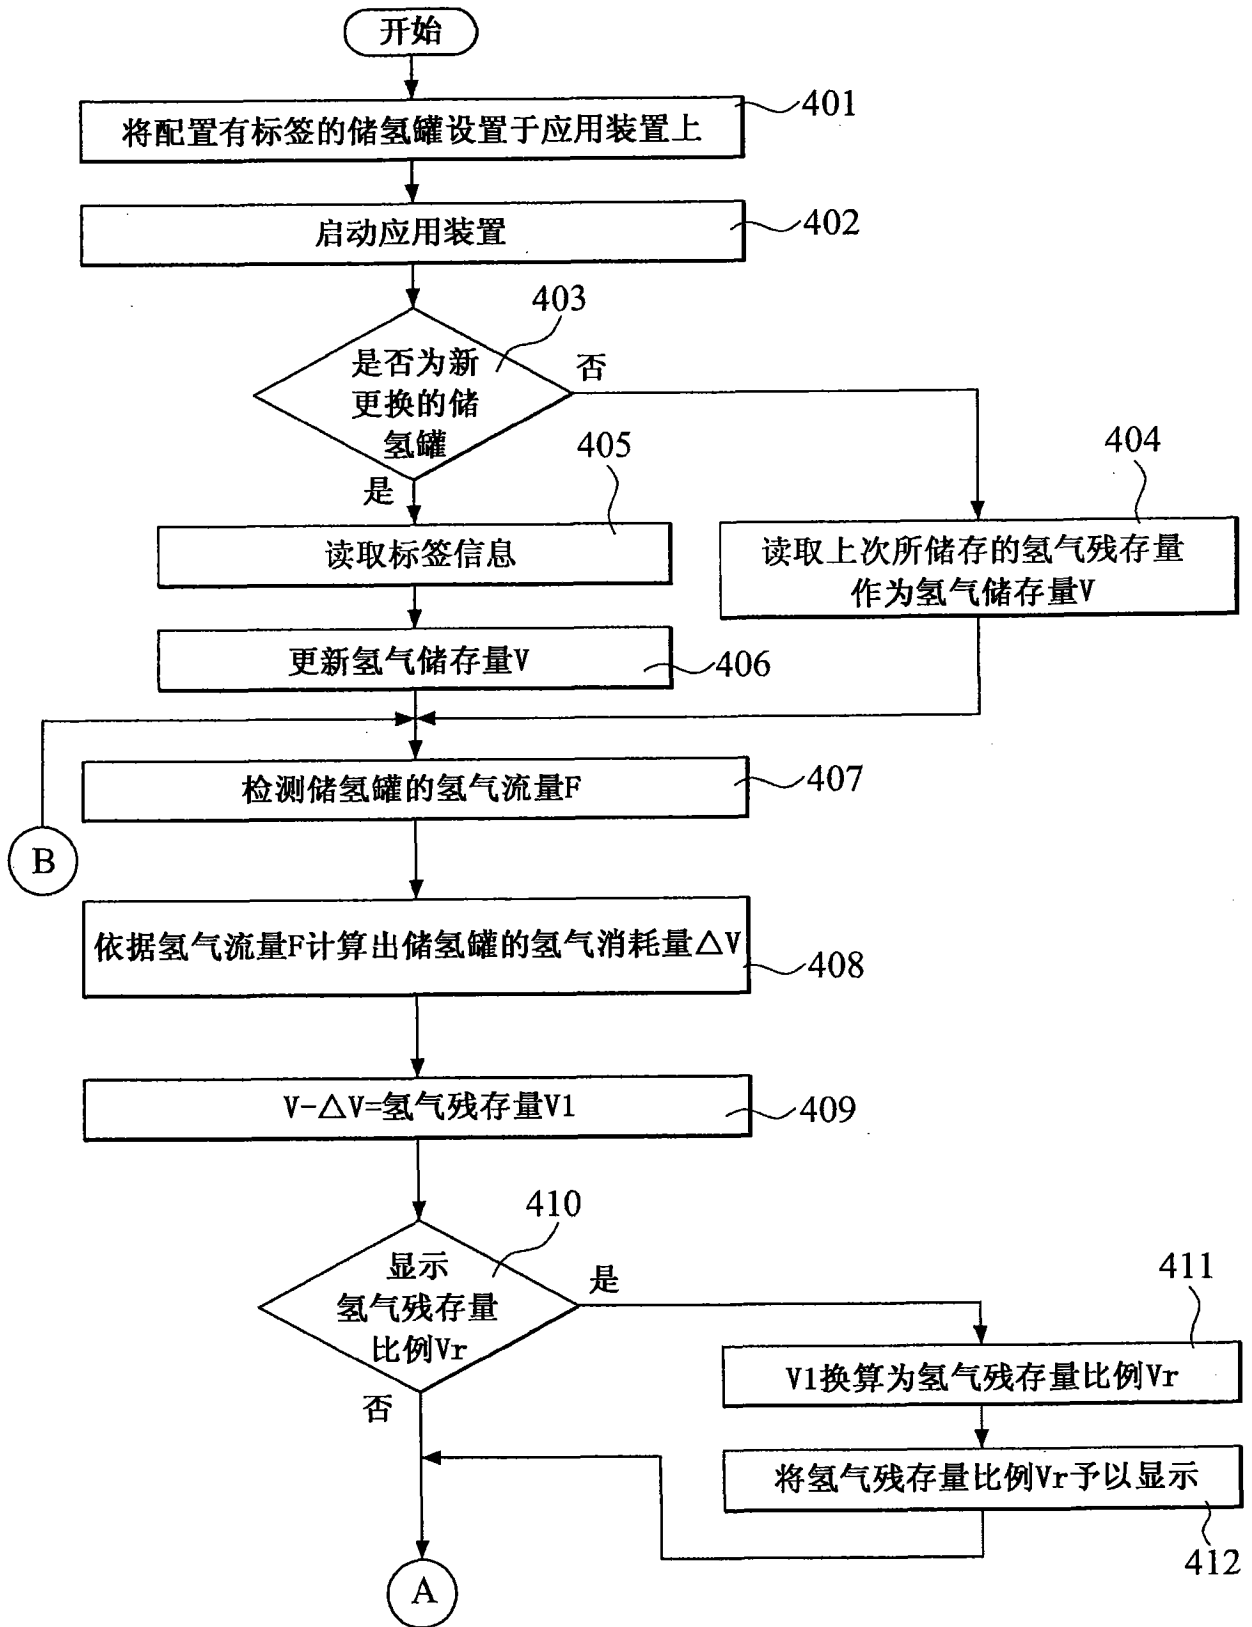 开始
401
将配置有标签的储氢罐设置于应用装置上
402
启动应用装置
403
是否为新
更换的储
氢罐
否
是
405
404
读取标签信息
读取上次所储存的氢气残存量
作为氢气储存量V
更新氢气储存量V
406
检测储氢罐的氢气流量F
407
B
依据氢气流量F计算出储氢罐的氢气消耗量△V
408
V-△V=氢气残存量V1
409
410
显示
氢气残存量
比例Vr
是
否
411
V1换算为氢气残存量比例Vr
将氢气残存量比例Vr予以显示
412
A